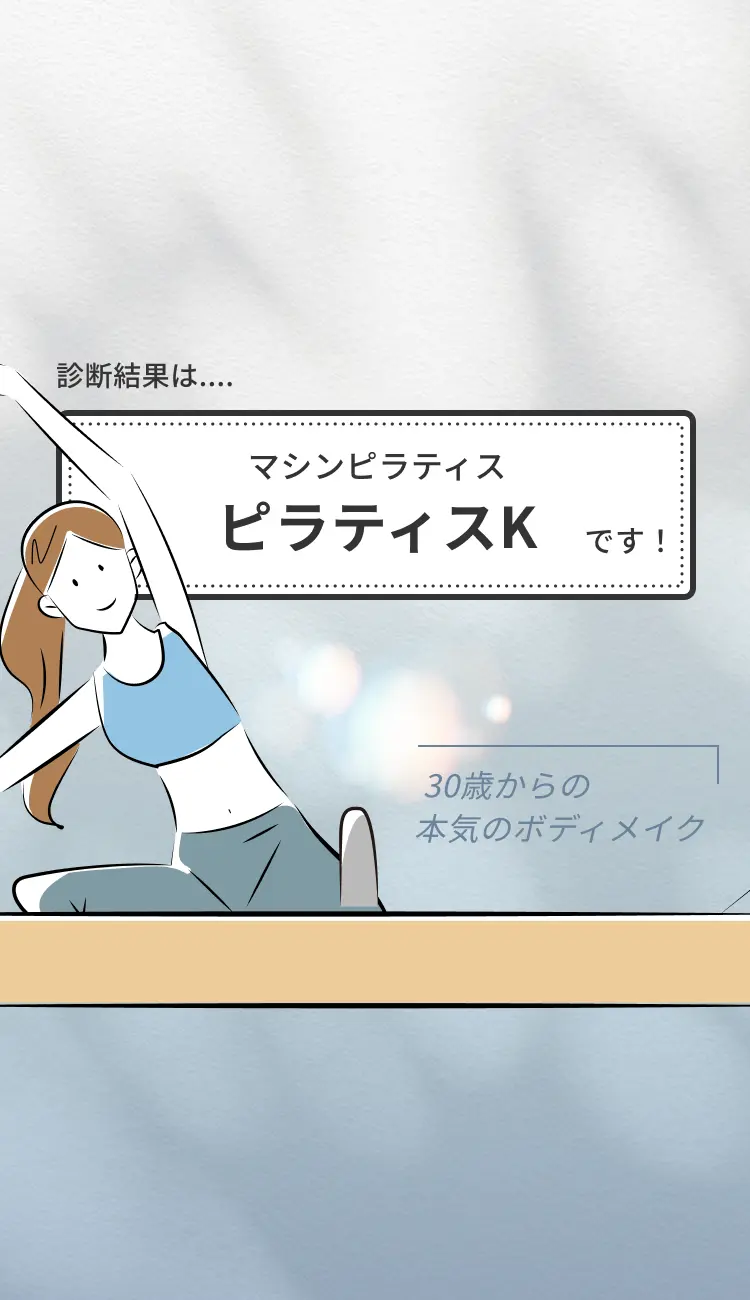 診断結果は....
マシンピラティス
ピラティスK
です！
30歳からの
本気のボディメイク